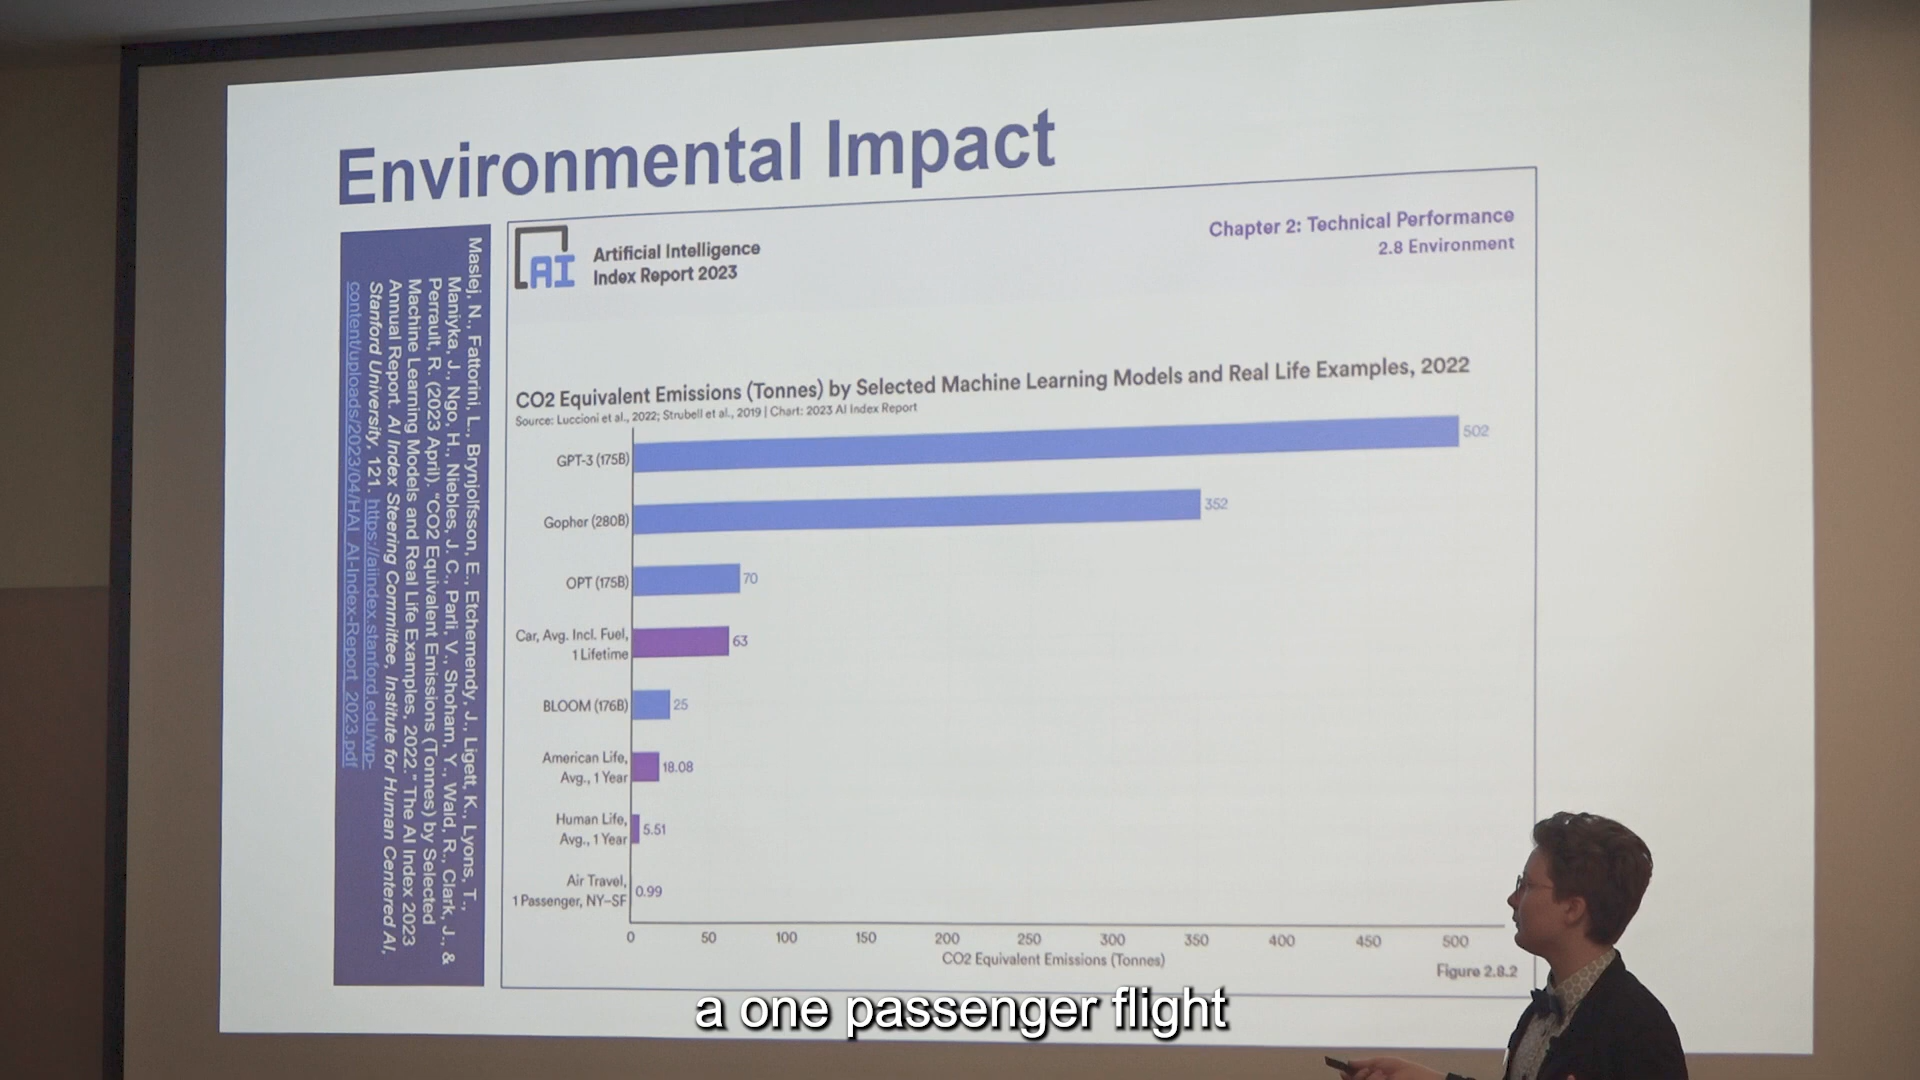 Environmental Impact
Maslej, N., Fattorini, L., Brynjolfsson, E., Etchemendy, J., Ligett, K., Lyons, T.,
Manyika, J., Ngo, H., Niebles, J. C., Parli, V., Shoham, Y., Wald, R., Clark, J., &
Perrault, R. (2023 April). "CO2 Equivalent Emissions (Tonnes) by Selected
Machine Learning Models and Real Life Examples, 2022." The AI Index 2023
Annual Report. AI Index Steering Committee, Institute for Human Centered AI,
Stanford University, 121. https://aiindex.stanford.edu/wp-
content/uploads/2023/04/HAI_AI-Index-Report_2023.pdf
AI
Artificial Intelligence
Index Report 2023
Chapter 2: Technical Performance
2.8 Environment
CO2 Equivalent Emissions (Tonnes) by Selected Machine Learning Models and Real Life Examples, 2022
Source: Luccioni et al., 2022; Strubell et al., 2019 | Chart: 2023 AI Index Report
GPT-3 (175B) 502
Gopher (280B) 352
OPT (175B) 70
Car, Avg. Incl. Fuel,
1 Lifetime 63
BLOOM (176B) 25
American Life,
Avg., 1 Year 18.08
Human Life,
Avg., 1 Year 5.51
Air Travel,
1 Passenger, NY–SF 0.99
0 50 100 150 200 250 300 350 400 450 500
CO2 Equivalent Emissions (Tonnes)
Figure 2.8.2
a one passenger flight